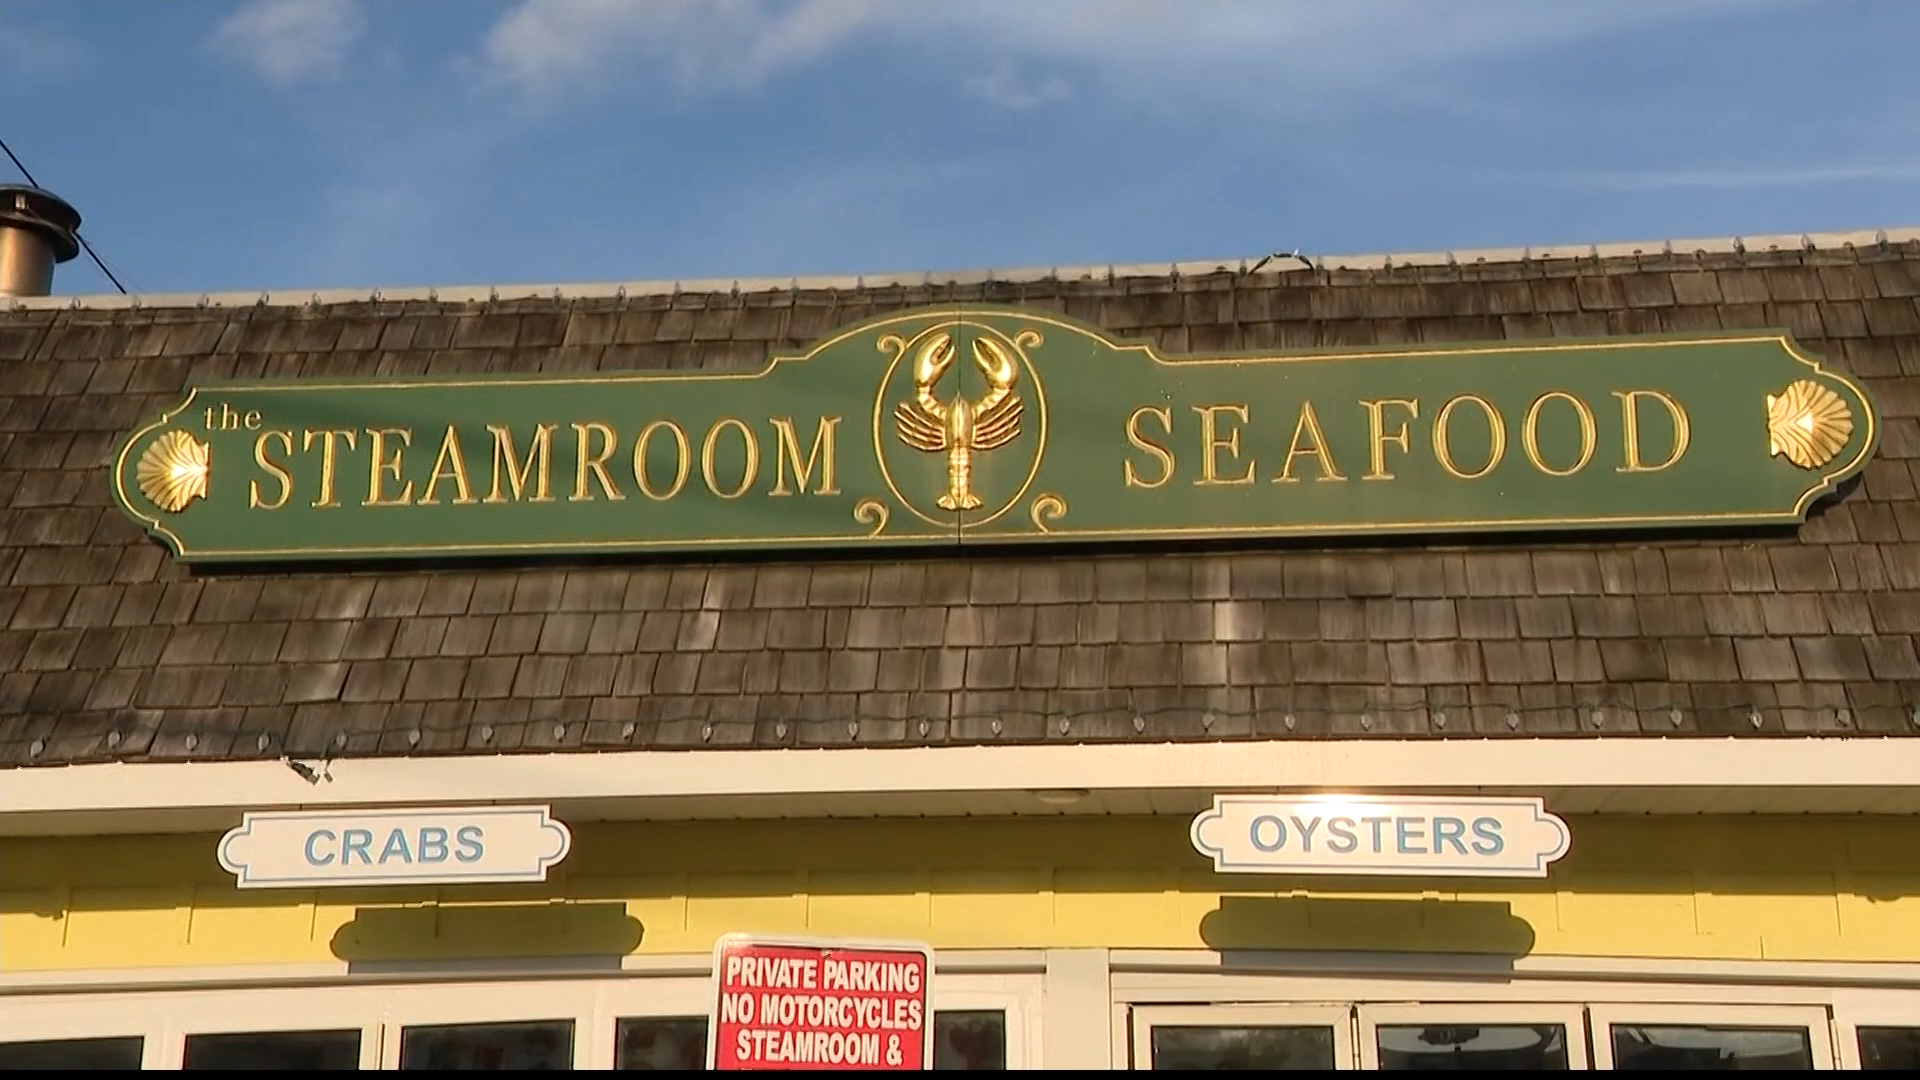 the STEAMROOM SEAFOOD
CRABS
OYSTERS
PRIVATE PARKING
NO MOTORCYCLES
STEAMROOM &